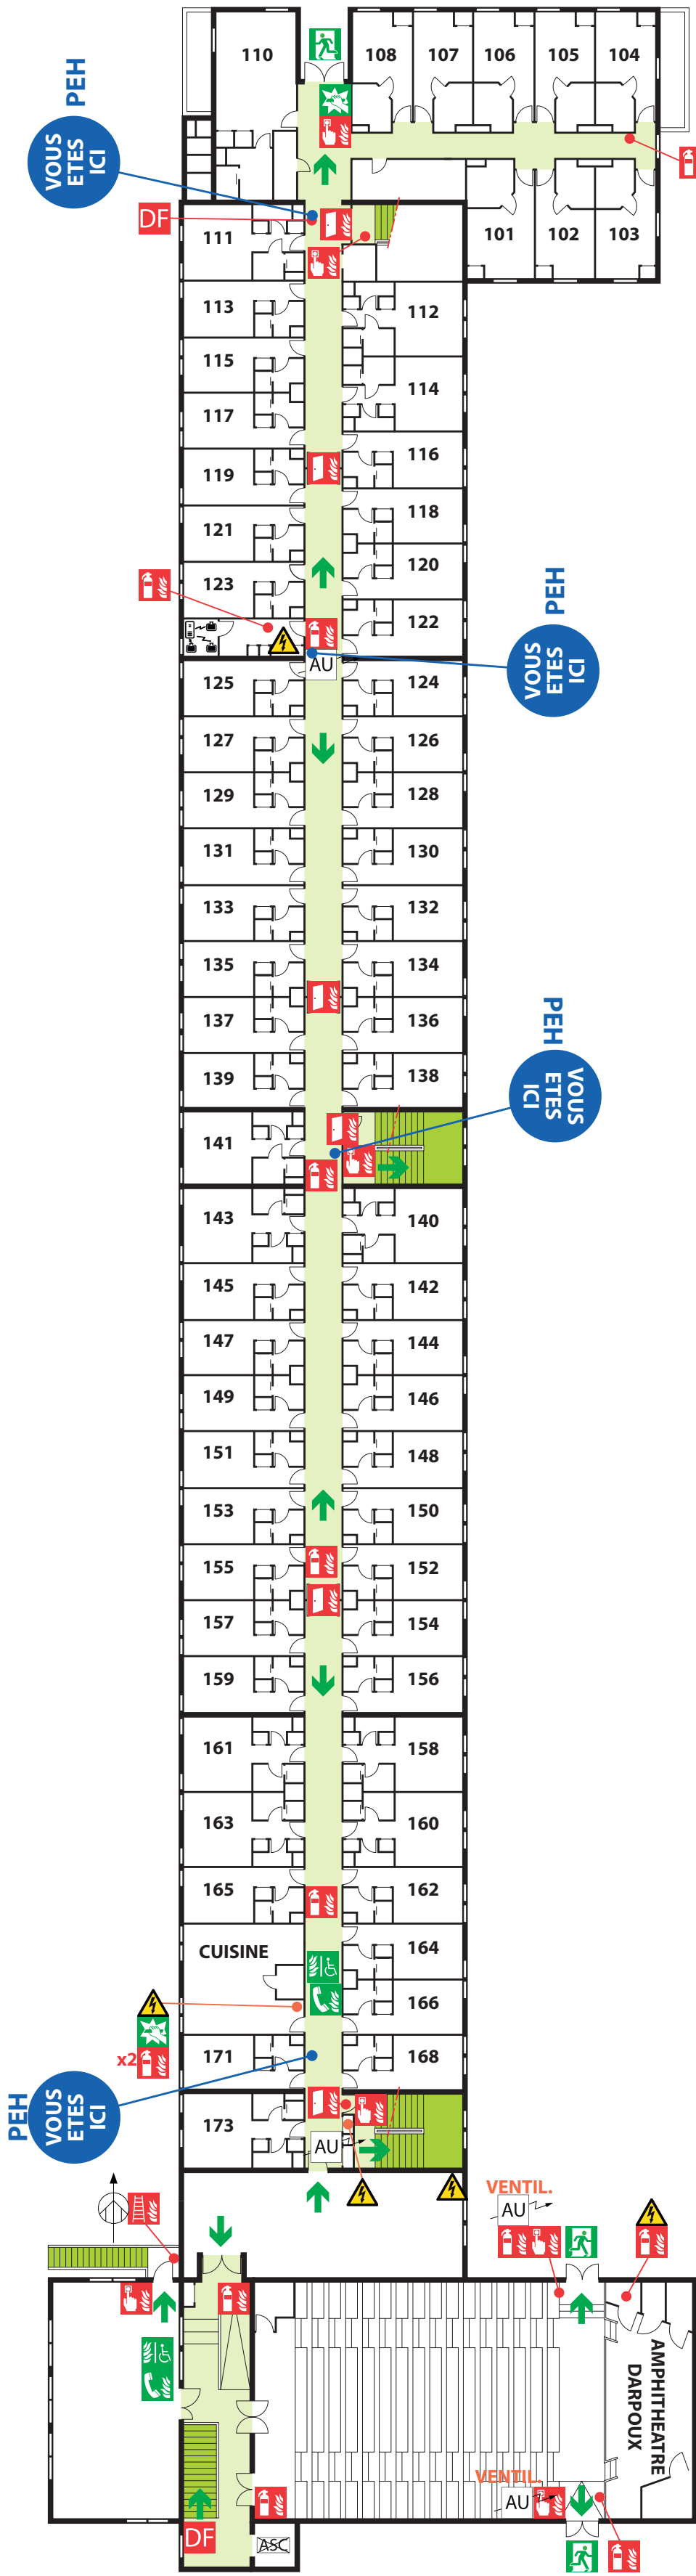 110
108
107
106
105
104
PEH
VOUS
ETES
ICI
DF
111
101
102
103
113
112
115
114
117
116
119
118
121
120
123
122
PEH
VOUS
ETES
ICI
AU
125
124
127
126
129
128
131
130
133
132
135
134
137
136
139
138
PEH
VOUS
ETES
ICI
141
143
140
145
142
147
144
149
146
151
148
153
150
155
152
157
154
159
156
161
158
163
160
165
162
CUISINE
164
166
x2
171
168
PEH
VOUS
ETES
ICI
173
AU
VENTIL.
AU
AMPHITHEATRE
DARPOUX
VENTIL.
AU
DF
ASC